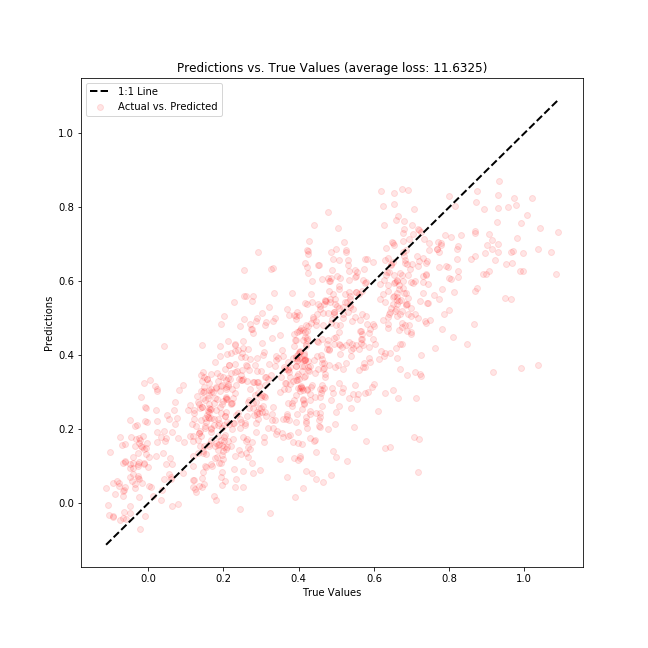 Predictions vs. True Values (average loss: 11.6325)
1:1 Line
Actual vs. Predicted
1.0
0.8
0.6
0.4
0.2
0.0
Predictions
0.0 0.2 0.4 0.6 0.8 1.0
True Values